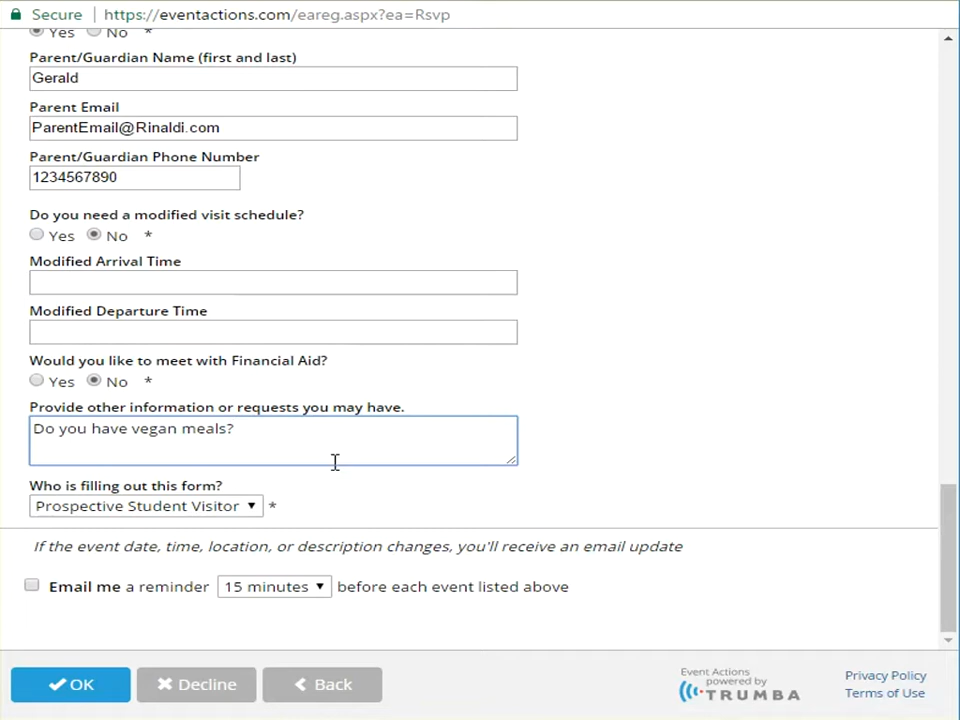 Secure | https://eventactions.com/eareg.aspx?ea=Rsvp
Yes No *
Parent/Guardian Name (first and last)
Gerald
Parent Email
ParentEmail@Rinaldi.com
Parent/Guardian Phone Number
1234567890
Do you need a modified visit schedule?
Yes No *
Modified Arrival Time
Modified Departure Time
Would you like to meet with Financial Aid?
Yes No *
Provide other information or requests you may have.
Do you have vegan meals?
Who is filling out this form?
Prospective Student Visitor *
If the event date, time, location, or description changes, you'll receive an email update
Email me a reminder 15 minutes before each event listed above
OK Decline Back
Event Actions
powered by
TRUMBA
Privacy Policy
Terms of Use